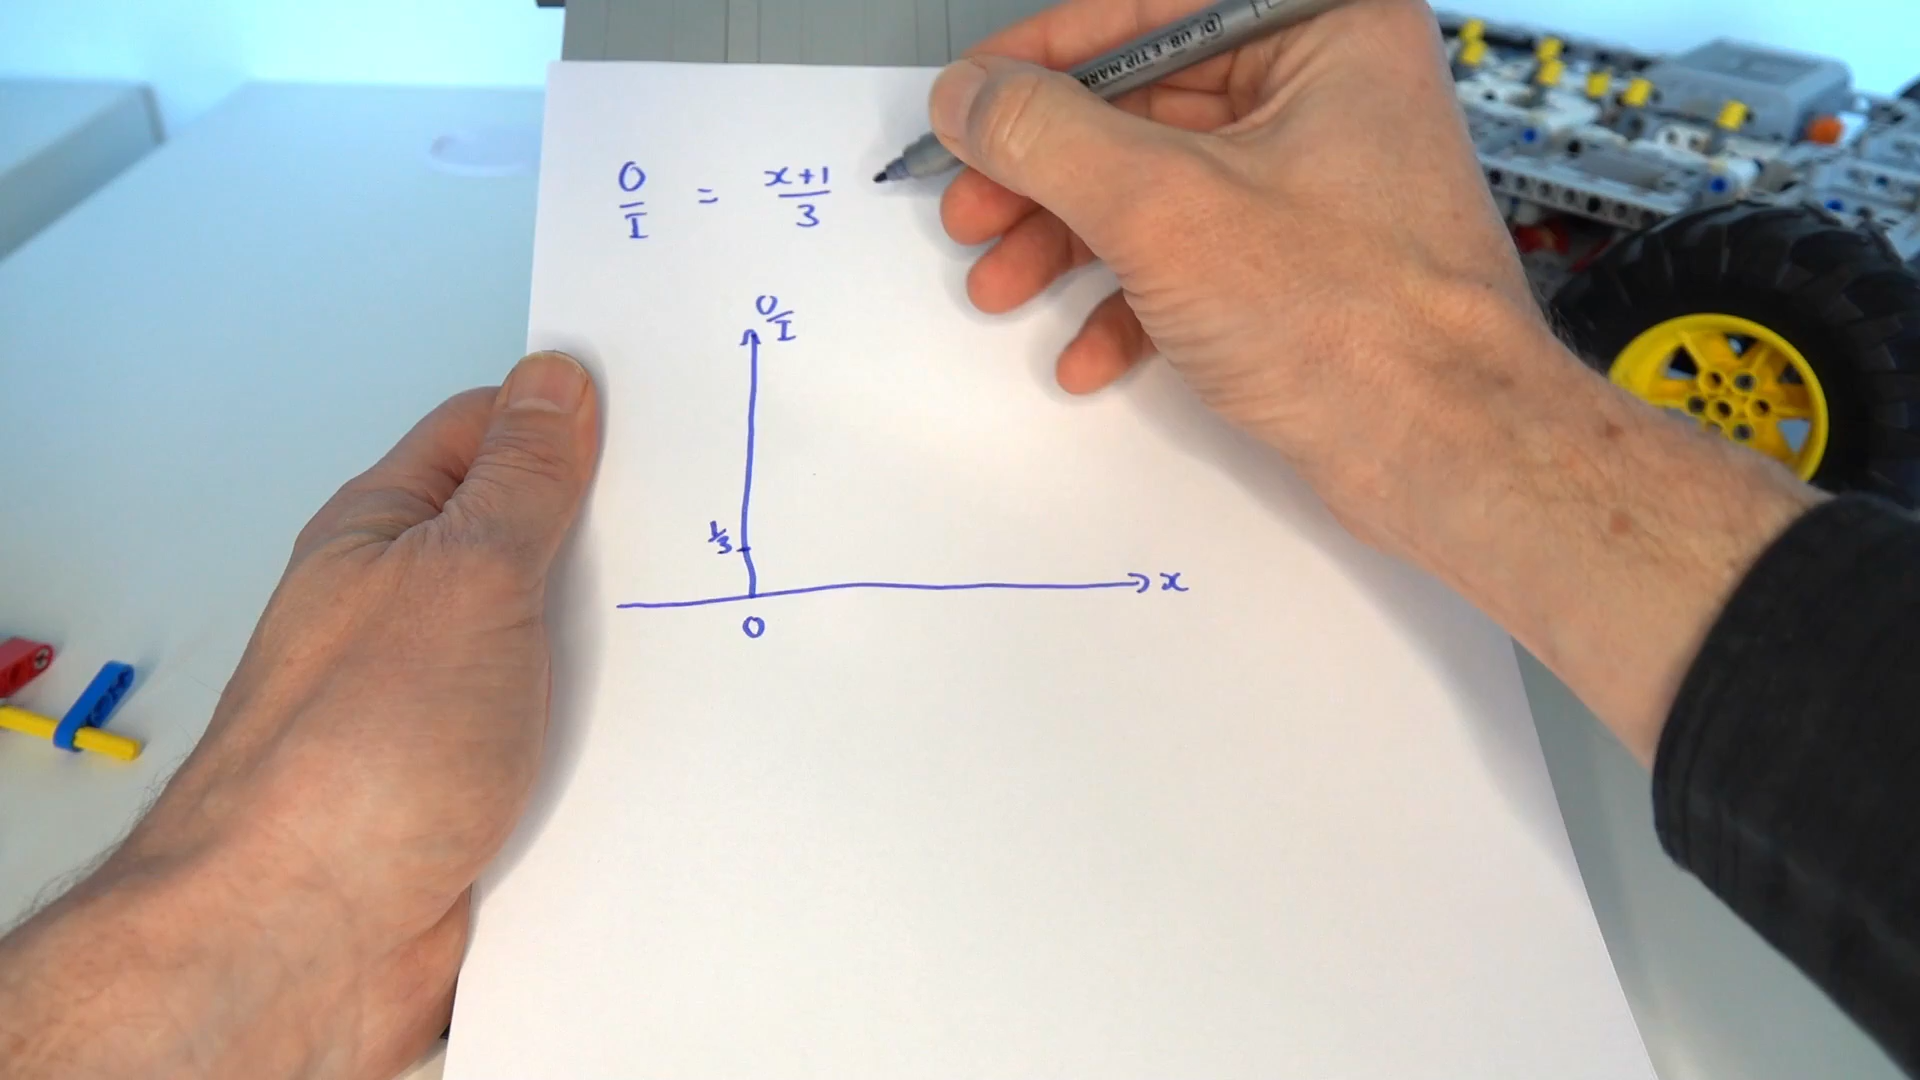 O/I = x+1/3
O/I
1/3
x
0